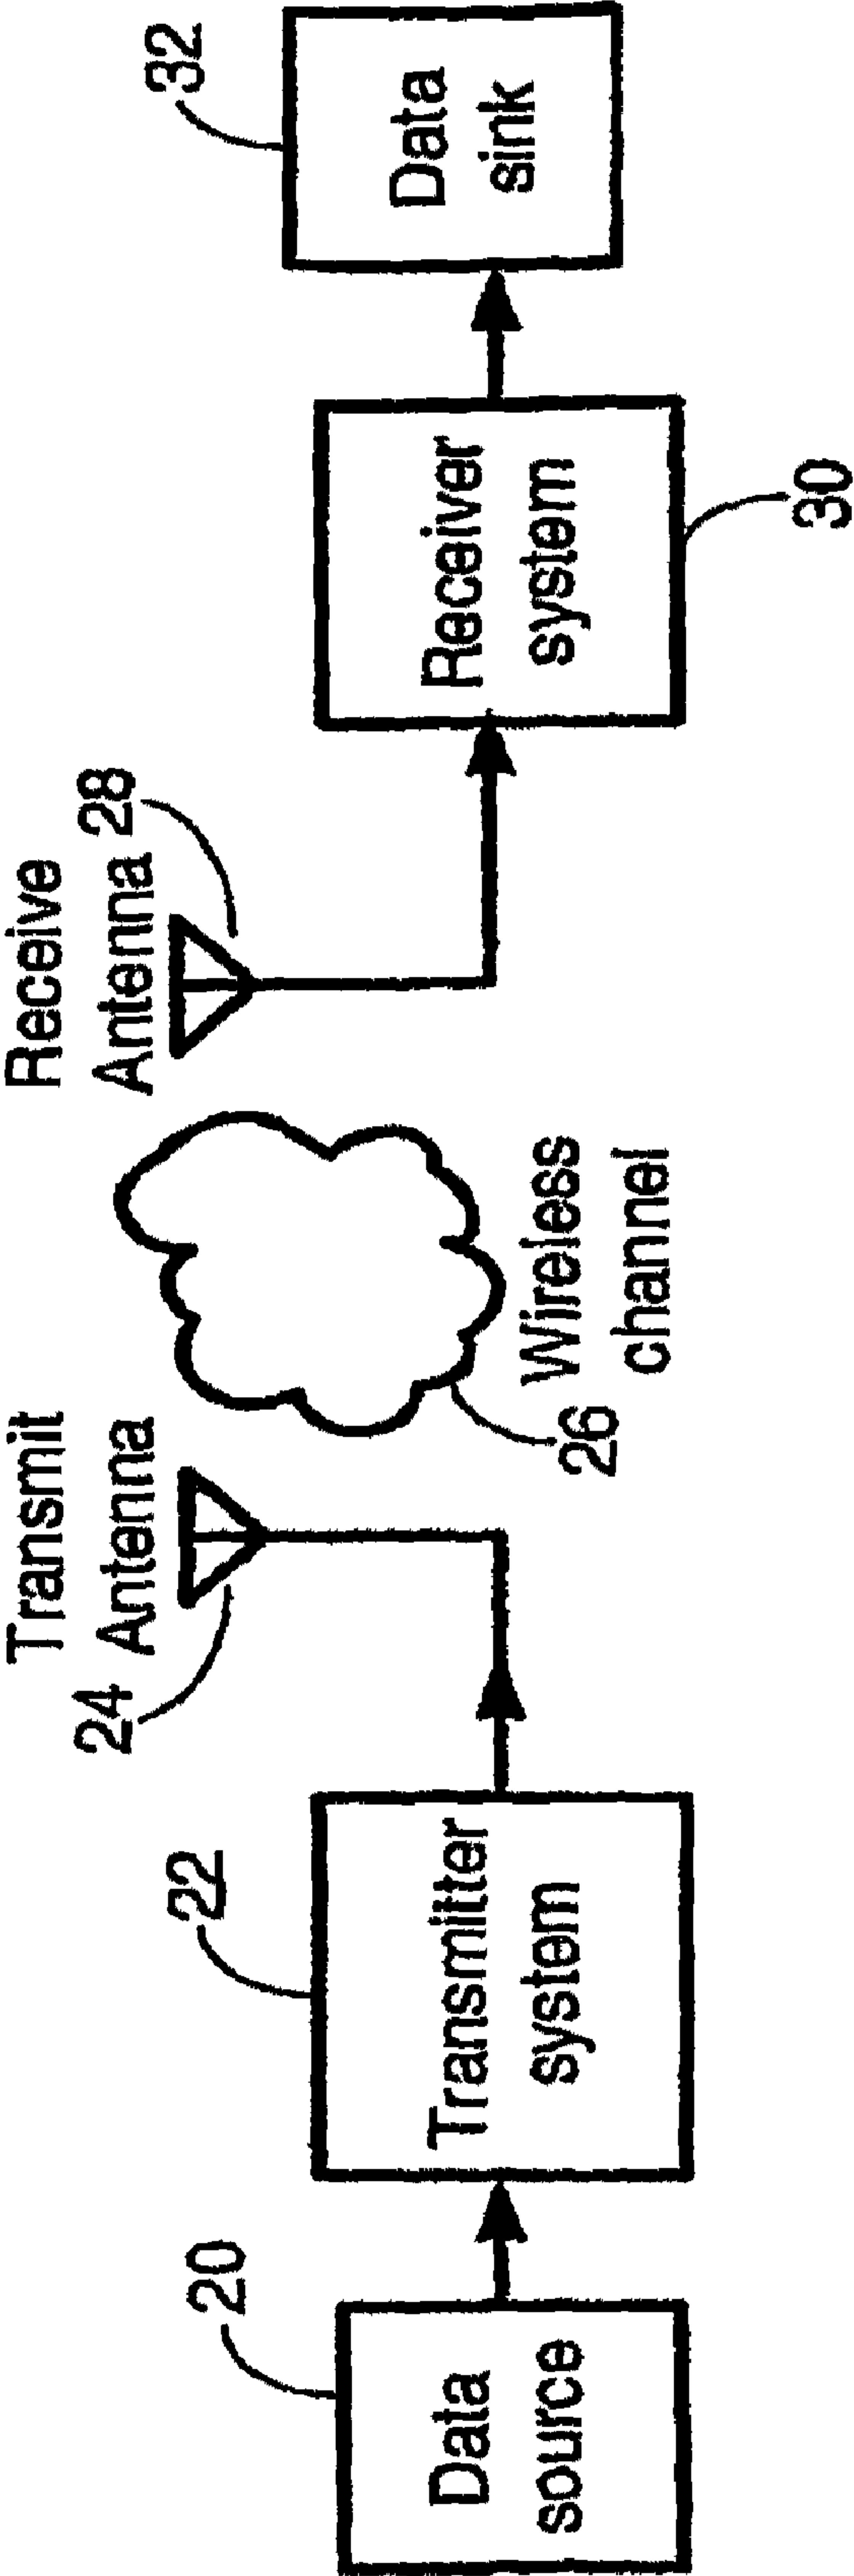 20
Data
source
22
Transmitter
system
Transmit
Antenna
24
26
Wireless
channel
Receive
Antenna
28
Receiver
system
30
32
Data
sink